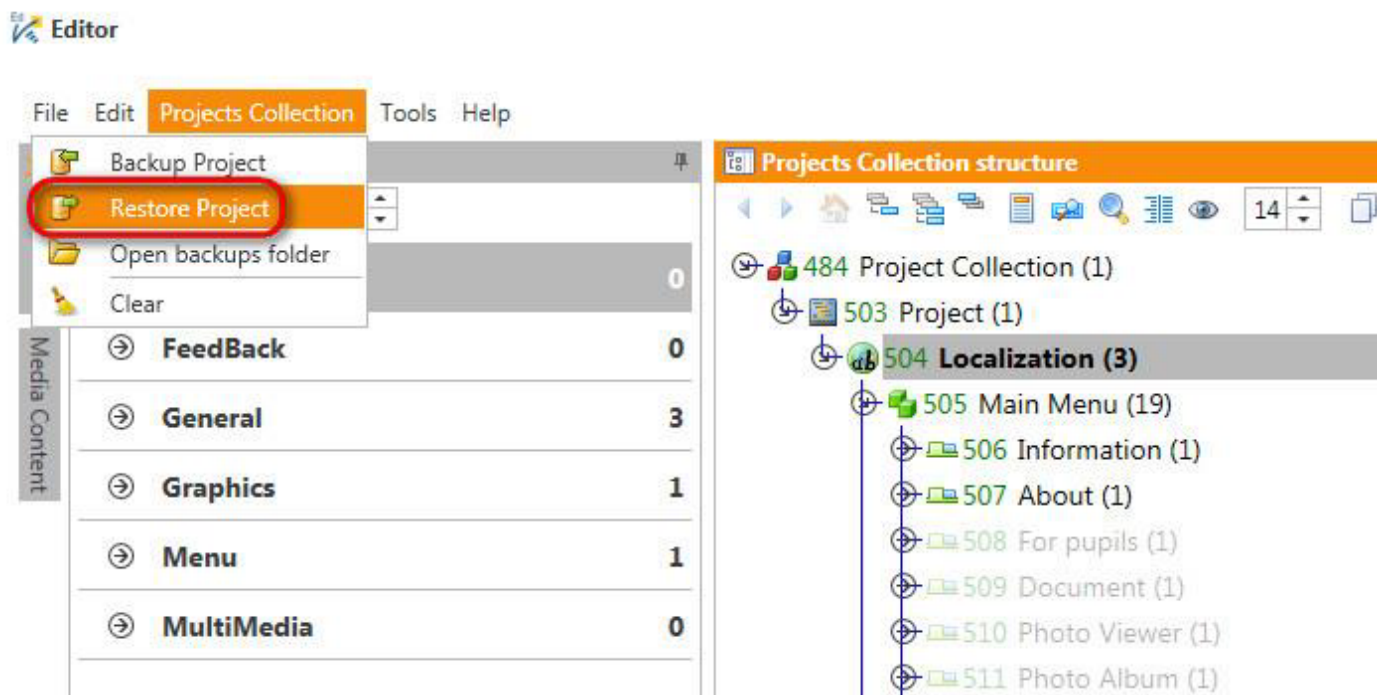 Editor
File Edit Projects Collection Tools Help
Backup Project
Restore Project
Open backups folder
Clear
0
FeedBack 0
General 3
Graphics 1
Menu 1
MultiMedia 0
Media Content
Projects Collection structure
14
484 Project Collection (1)
503 Project (1)
504 Localization (3)
505 Main Menu (19)
506 Information (1)
507 About (1)
508 For pupils (1)
509 Document (1)
510 Photo Viewer (1)
511 Photo Album (1)